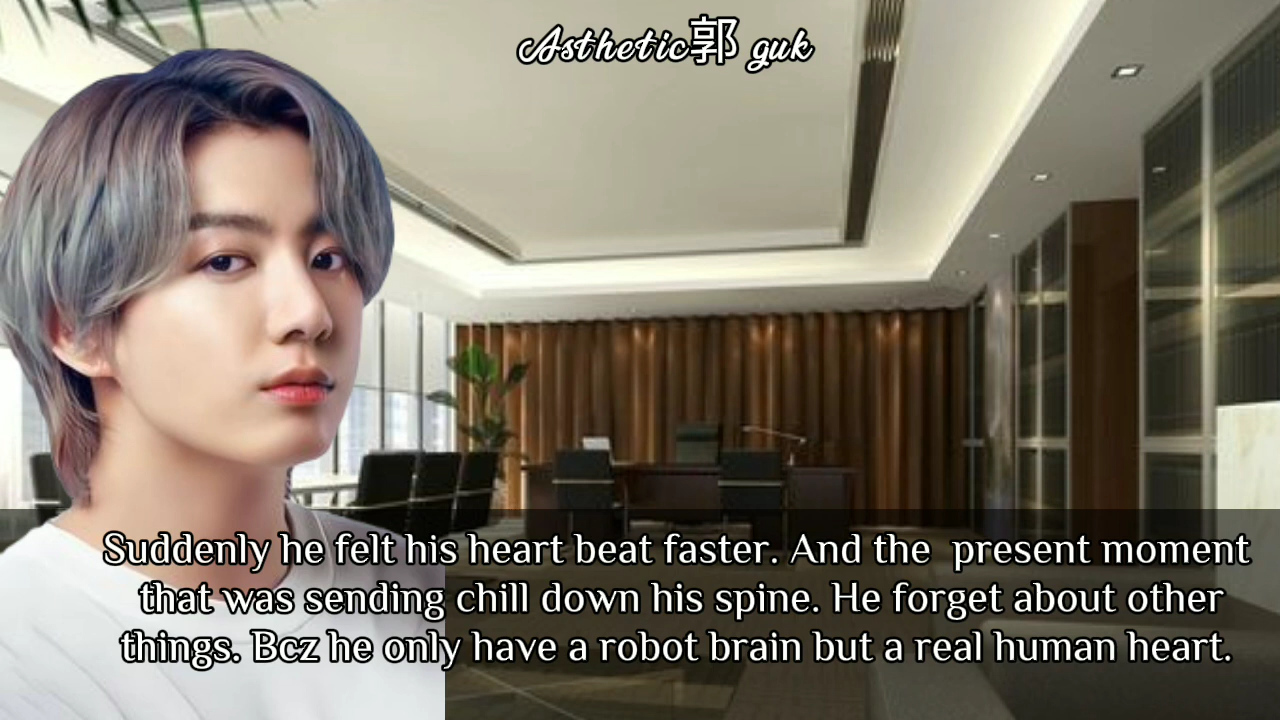 Asthetic郭 guk
Suddenly he felt his heart beat faster. And the  present moment
that was sending chill down his spine. He forget about other
things. Bcz he only have a robot brain but a real human heart.